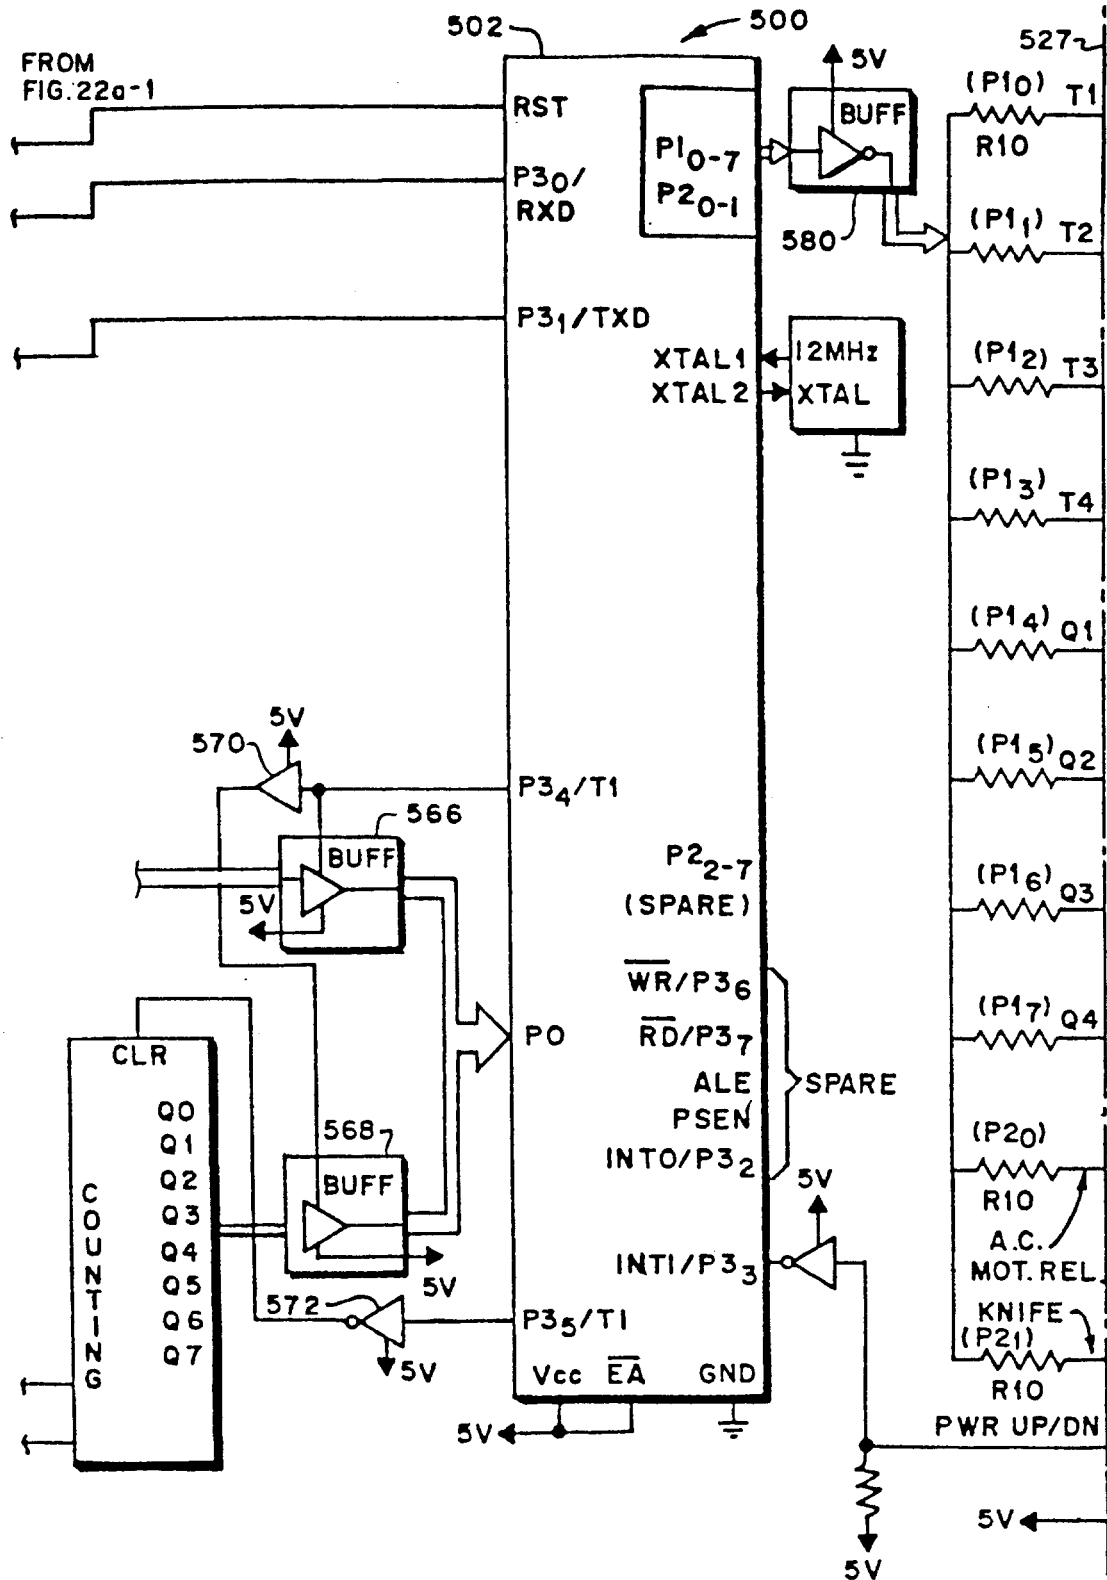 502
500
527
FROM
FIG. 22a-1
RST
P3₀/
RXD
P3₁/TXD
P1₀₋₇
P2₀₋₁
5V
BUFF
580
(P1₀) T1
R10
(P1₁) T2
XTAL1
XTAL2
12MHz
XTAL
(P1₂) T3
(P1₃) T4
(P1₄) Q1
(P1₅) Q2
(P1₆) Q3
(P1₇) Q4
5V
570
P3₄/T1
566
BUFF
5V
P2₂₋₇
(SPARE)
W̅R̅/P3₆
R̅D̅/P3₇
ALE
PSEN
INT0/P3₂
SPARE
P0
CLR
COUNTING
Q0
Q1
Q2
Q3
Q4
Q5
Q6
Q7
568
BUFF
5V
572
5V
P3₅/T1
INT1/P3₃
5V
(P2₀)
R10
A.C.
MOT. REL.
KNIFE
(P2₁)
R10
Vcc
E̅A̅
GND
5V
PWR UP/DN
5V
5V